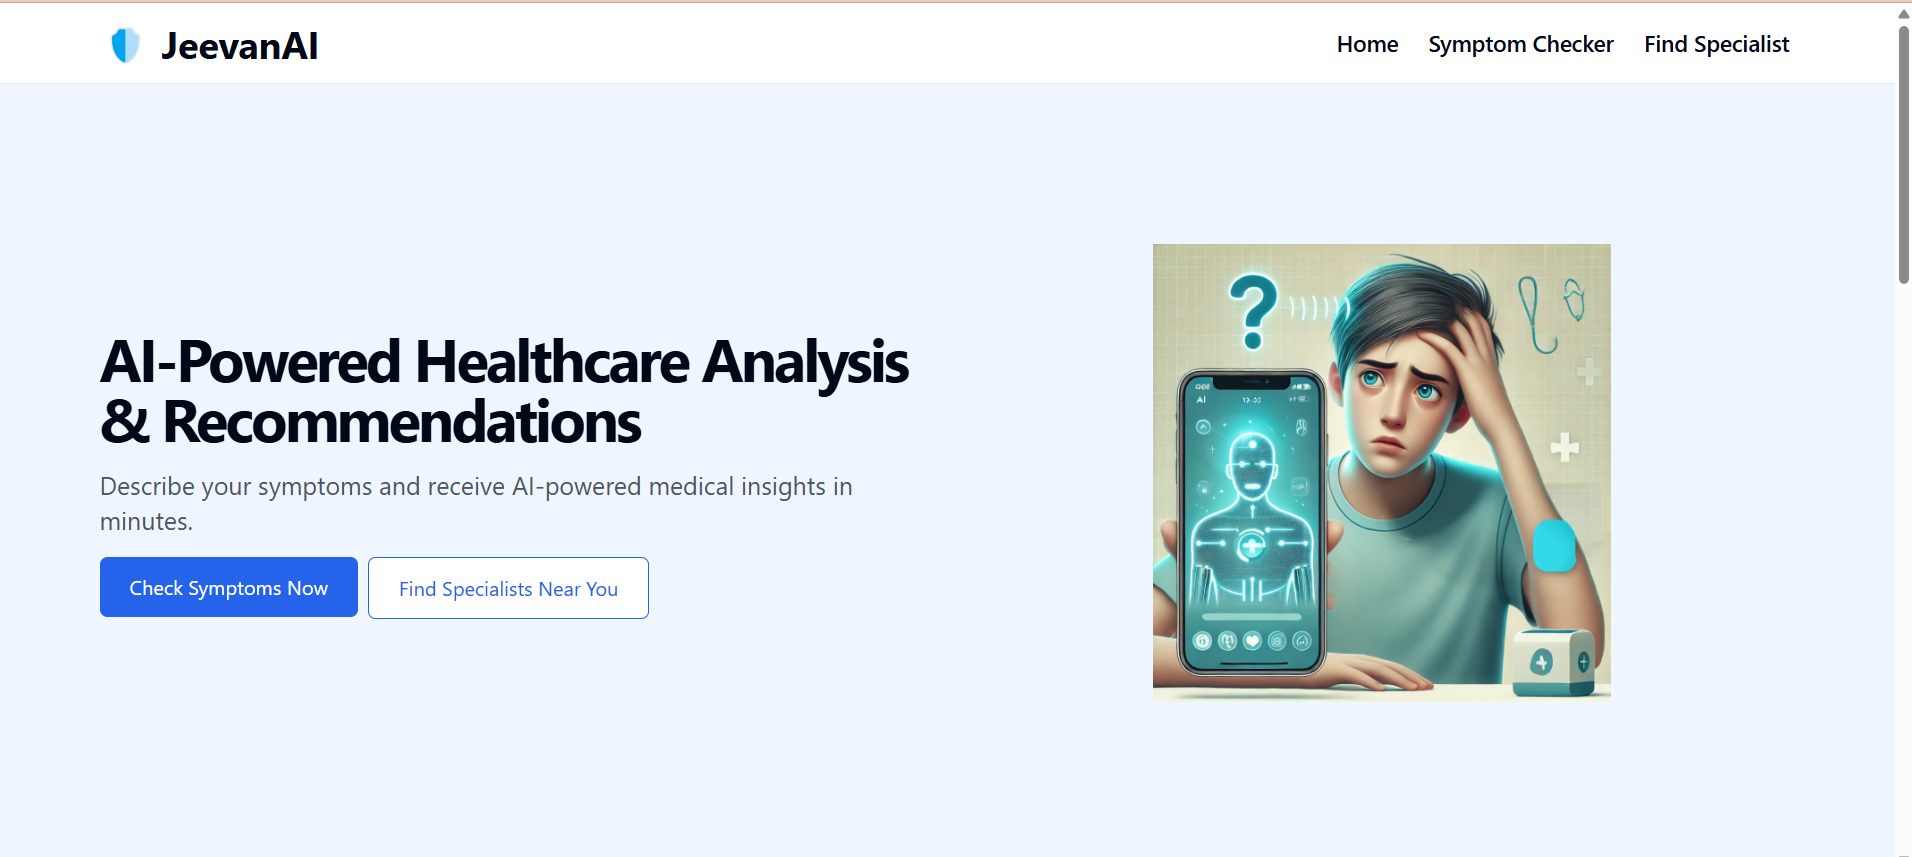 JeevanAI
Home
Symptom Checker
Find Specialist
AI-Powered Healthcare Analysis
& Recommendations
Describe your symptoms and receive AI-powered medical insights in
minutes.
Check Symptoms Now
Find Specialists Near You
?
AI